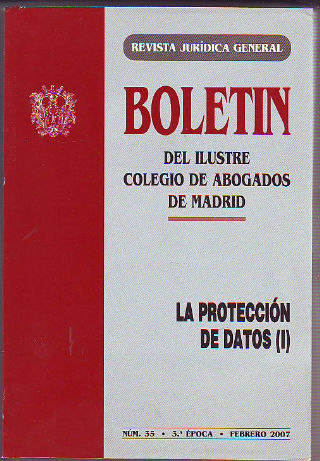 REVISTA JURÍDICA GENERAL
BOLETIN
DEL ILUSTRE
COLEGIO DE ABOGADOS
DE MADRID
LA PROTECCIÓN
DE DATOS (I)
NÚM. 35 • 3.ª ÉPOCA • FEBRERO 2007